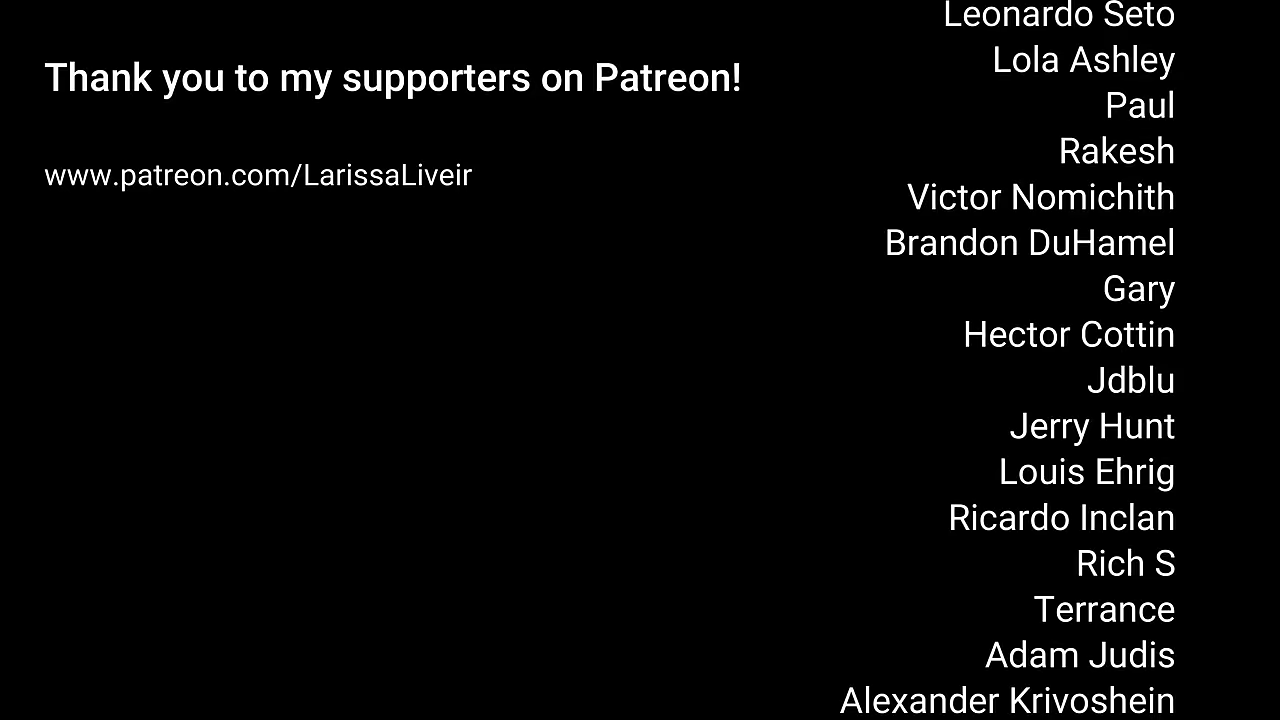 Thank you to my supporters on Patreon!
www.patreon.com/LarissaLiveir
Leonardo Seto
Lola Ashley
Paul
Rakesh
Victor Nomichith
Brandon DuHamel
Gary
Hector Cottin
Jdblu
Jerry Hunt
Louis Ehrig
Ricardo Inclan
Rich S
Terrance
Adam Judis
Alexander Krivoshein